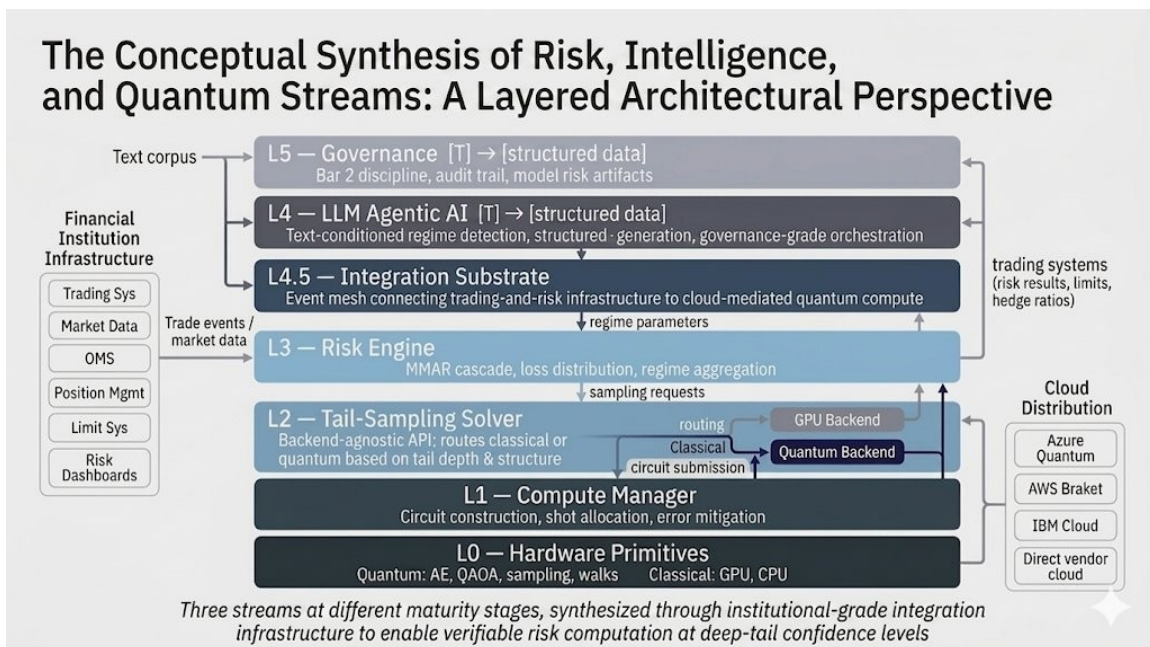 The Conceptual Synthesis of Risk, Intelligence,
and Quantum Streams: A Layered Architectural Perspective
Text corpus
L5 — Governance [T] → [structured data]
Bar 2 discipline, audit trail, model risk artifacts
L4 — LLM Agentic AI [T] → [structured data]
Text-conditioned regime detection, structured · generation, governance-grade orchestration
L4.5 — Integration Substrate
Event mesh connecting trading-and-risk infrastructure to cloud-mediated quantum compute
regime parameters
L3 — Risk Engine
MMAR cascade, loss distribution, regime aggregation
sampling requests
L2 — Tail-Sampling Solver
Backend-agnostic API; routes classical or
quantum based on tail depth & structure
routing
Classical
circuit submission
GPU Backend
Quantum Backend
L1 — Compute Manager
Circuit construction, shot allocation, error mitigation
L0 — Hardware Primitives
Quantum: AE, QAOA, sampling, walks Classical: GPU, CPU
Financial
Institution
Infrastructure
Trading Sys
Market Data
OMS
Position Mgmt
Limit Sys
Risk
Dashboards
Trade events /
market data
trading systems
(risk results, limits,
hedge ratios)
Cloud
Distribution
Azure
Quantum
AWS Braket
IBM Cloud
Direct vendor
cloud
Three streams at different maturity stages, synthesized through institutional-grade integration
infrastructure to enable verifiable risk computation at deep-tail confidence levels